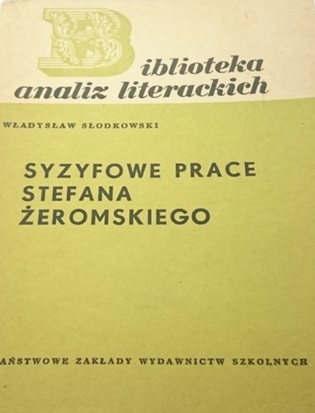 Biblioteka
analiz literackich
WŁADYSŁAW SŁODKOWSKI
SYZYFOWE PRACE
STEFANA
ŻEROMSKIEGO
AŃSTWOWE ZAKŁADY WYDAWNICTW SZKOLNYCH